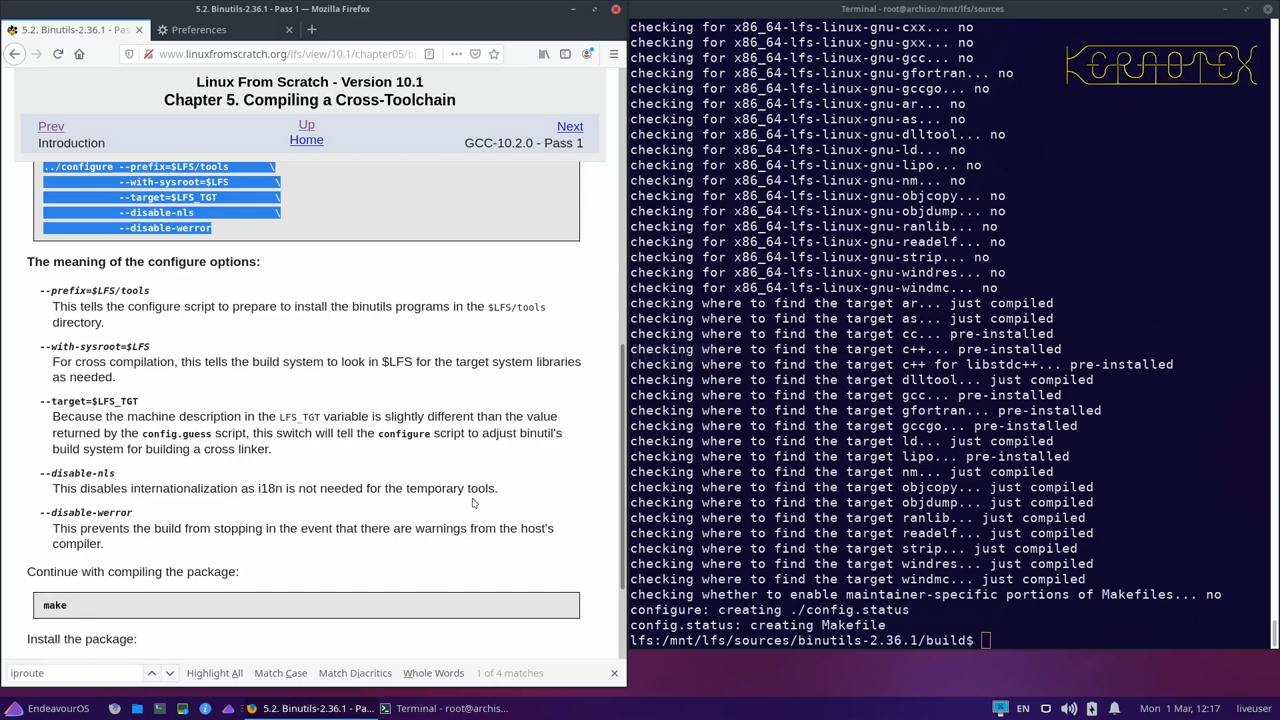 5.2. Binutils-2.36.1 - Pass 1 — Mozilla Firefox
5.2. Binutils-2.36.1 - Pas
Preferences
www.linuxfromscratch.org/lfs/view/10.1/chapter05/b
Linux From Scratch - Version 10.1
Chapter 5. Compiling a Cross-Toolchain
Prev
Up
Next
Introduction
Home
GCC-10.2.0 - Pass 1
../configure --prefix=$LFS/tools \
--with-sysroot=$LFS \
--target=$LFS_TGT \
--disable-nls \
--disable-werror
The meaning of the configure options:
--prefix=$LFS/tools
This tells the configure script to prepare to install the binutils programs in the $LFS/tools
directory.
--with-sysroot=$LFS
For cross compilation, this tells the build system to look in $LFS for the target system libraries
as needed.
--target=$LFS_TGT
Because the machine description in the LFS_TGT variable is slightly different than the value
returned by the config.guess script, this switch will tell the configure script to adjust binutil's
build system for building a cross linker.
--disable-nls
This disables internationalization as i18n is not needed for the temporary tools.
--disable-werror
This prevents the build from stopping in the event that there are warnings from the host's
compiler.
Continue with compiling the package:
make
Install the package:
iproute
Highlight All
Match Case
Match Diacritics
Whole Words
1 of 4 matches
Terminal - root@archiso:/mnt/lfs/sources
checking for x86_64-lfs-linux-gnu-cxx... no
checking for x86_64-lfs-linux-gnu-gxx... no
checking for x86_64-lfs-linux-gnu-gcc... no
checking for x86_64-lfs-linux-gnu-gfortran... no
checking for x86_64-lfs-linux-gnu-gccgo... no
checking for x86_64-lfs-linux-gnu-ar... no
checking for x86_64-lfs-linux-gnu-as... no
checking for x86_64-lfs-linux-gnu-dlltool... no
checking for x86_64-lfs-linux-gnu-ld... no
checking for x86_64-lfs-linux-gnu-lipo... no
checking for x86_64-lfs-linux-gnu-nm... no
checking for x86_64-lfs-linux-gnu-objcopy... no
checking for x86_64-lfs-linux-gnu-objdump... no
checking for x86_64-lfs-linux-gnu-ranlib... no
checking for x86_64-lfs-linux-gnu-readelf... no
checking for x86_64-lfs-linux-gnu-strip... no
checking for x86_64-lfs-linux-gnu-windres... no
checking for x86_64-lfs-linux-gnu-windmc... no
checking where to find the target ar... just compiled
checking where to find the target as... just compiled
checking where to find the target cc... pre-installed
checking where to find the target c++... pre-installed
checking where to find the target c++ for libstdc++... pre-installed
checking where to find the target dlltool... just compiled
checking where to find the target gcc... pre-installed
checking where to find the target gfortran... pre-installed
checking where to find the target gccgo... pre-installed
checking where to find the target ld... just compiled
checking where to find the target lipo... pre-installed
checking where to find the target nm... just compiled
checking where to find the target objcopy... just compiled
checking where to find the target objdump... just compiled
checking where to find the target ranlib... just compiled
checking where to find the target readelf... just compiled
checking where to find the target strip... just compiled
checking where to find the target windres... just compiled
checking where to find the target windmc... just compiled
checking whether to enable maintainer-specific portions of Makefiles... no
configure: creating ./config.status
config.status: creating Makefile
lfs:/mnt/lfs/sources/binutils-2.36.1/build$
EndeavourOS
5.2. Binutils-2.36.1 - Pa...
Terminal - root@archis...
EN
Mon 1 Mar, 12:17
liveuser